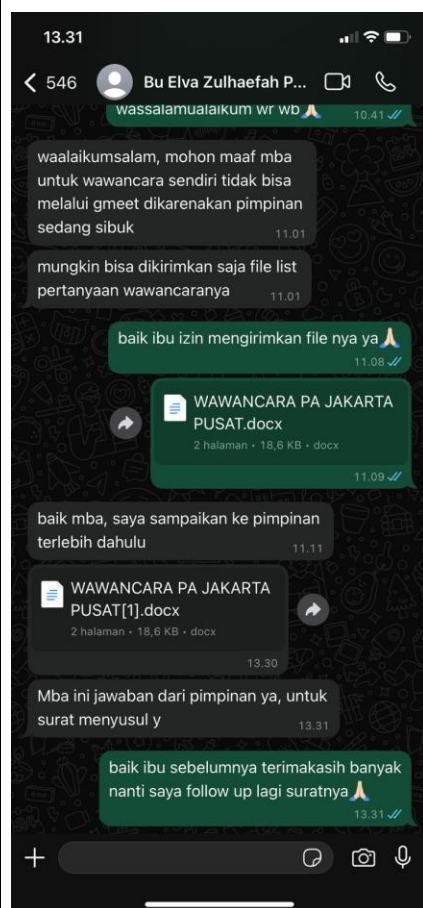 13.31
546
Bu Elva Zulhaefah P...
wassalamualaikum wr wb🙏🏻
10.41
waalaikumsalam, mohon maaf mba
untuk wawancara sendiri tidak bisa
melalui gmeet dikarenakan pimpinan
sedang sibuk
11.01
mungkin bisa dikirimkan saja file list
pertanyaan wawancaranya
11.01
baik ibu izin mengirimkan file nya ya🙏🏻
11.08
WAWANCARA PA JAKARTA
PUSAT.docx
2 halaman • 18,6 KB • docx
11.09
baik mba, saya sampaikan ke pimpinan
terlebih dahulu
11.11
WAWANCARA PA JAKARTA
PUSAT[1].docx
2 halaman • 18,6 KB • docx
13.30
Mba ini jawaban dari pimpinan ya, untuk
surat menyusul y
13.31
baik ibu sebelumnya terimakasih banyak
nanti saya follow up lagi suratnya🙏🏻
13.31